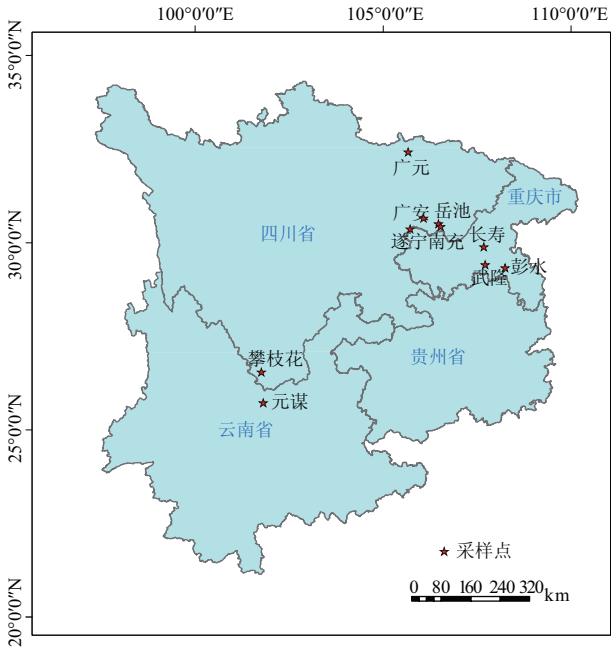 100°0′0″E 105°0′0″E 110°0′0″E
35°0′0″N
30°0′0″N
25°0′0″N
20°0′0″N
广元
重庆市
广安 岳池
四川省
遂宁南充 长寿
武隆 彭水
攀枝花
贵州省
元谋
云南省
采样点
0 80 160 240 320 km